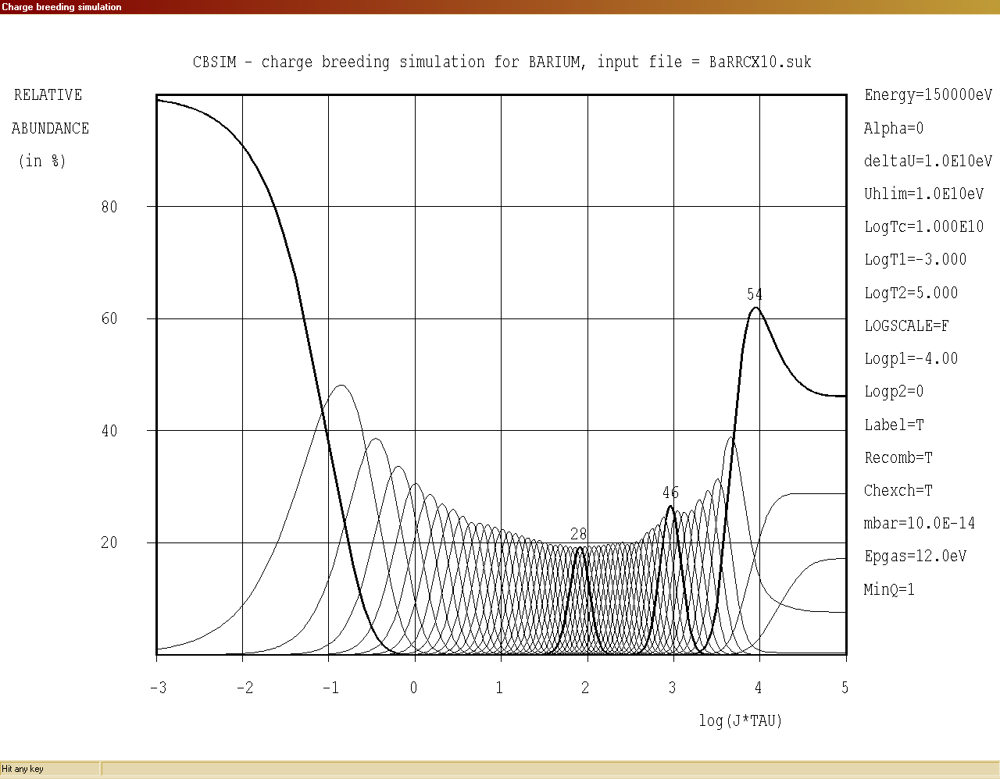 Charge breeding simulation
CBSIM - charge breeding simulation for BARIUM, input file = BaRRCX10.suk
RELATIVE
ABUNDANCE
(in %)
80
60
40
20
-3 -2 -1 0 1 2 3 4 5
log(J*TAU)
28
46
54
Energy=150000eV
Alpha=0
deltaU=1.0E10eV
Uhlim=1.0E10eV
LogTc=1.000E10
LogT1=-3.000
LogT2=5.000
LOGSCALE=F
Logp1=-4.00
Logp2=0
Label=T
Recomb=T
Chexch=T
mbar=10.0E-14
Epgas=12.0eV
MinQ=1
Hit any key